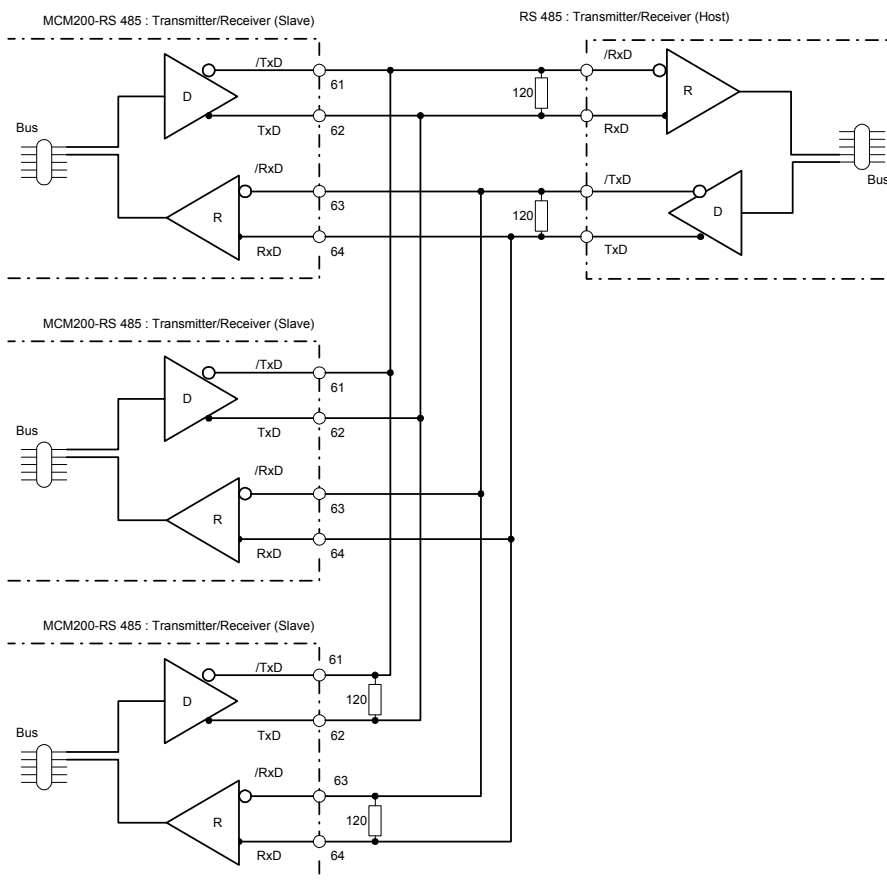 MCM200-RS 485 : Transmitter/Receiver (Slave)
RS 485 : Transmitter/Receiver (Host)
/TxD
61
D
TxD
62
Bus
/RxD
63
R
RxD
64
120
120
/RxD
R
RxD
Bus
/TxD
D
TxD
MCM200-RS 485 : Transmitter/Receiver (Slave)
/TxD
61
D
TxD
62
Bus
/RxD
63
R
RxD
64
MCM200-RS 485 : Transmitter/Receiver (Slave)
/TxD
61
D
120
TxD
62
Bus
/RxD
63
R
120
RxD
64